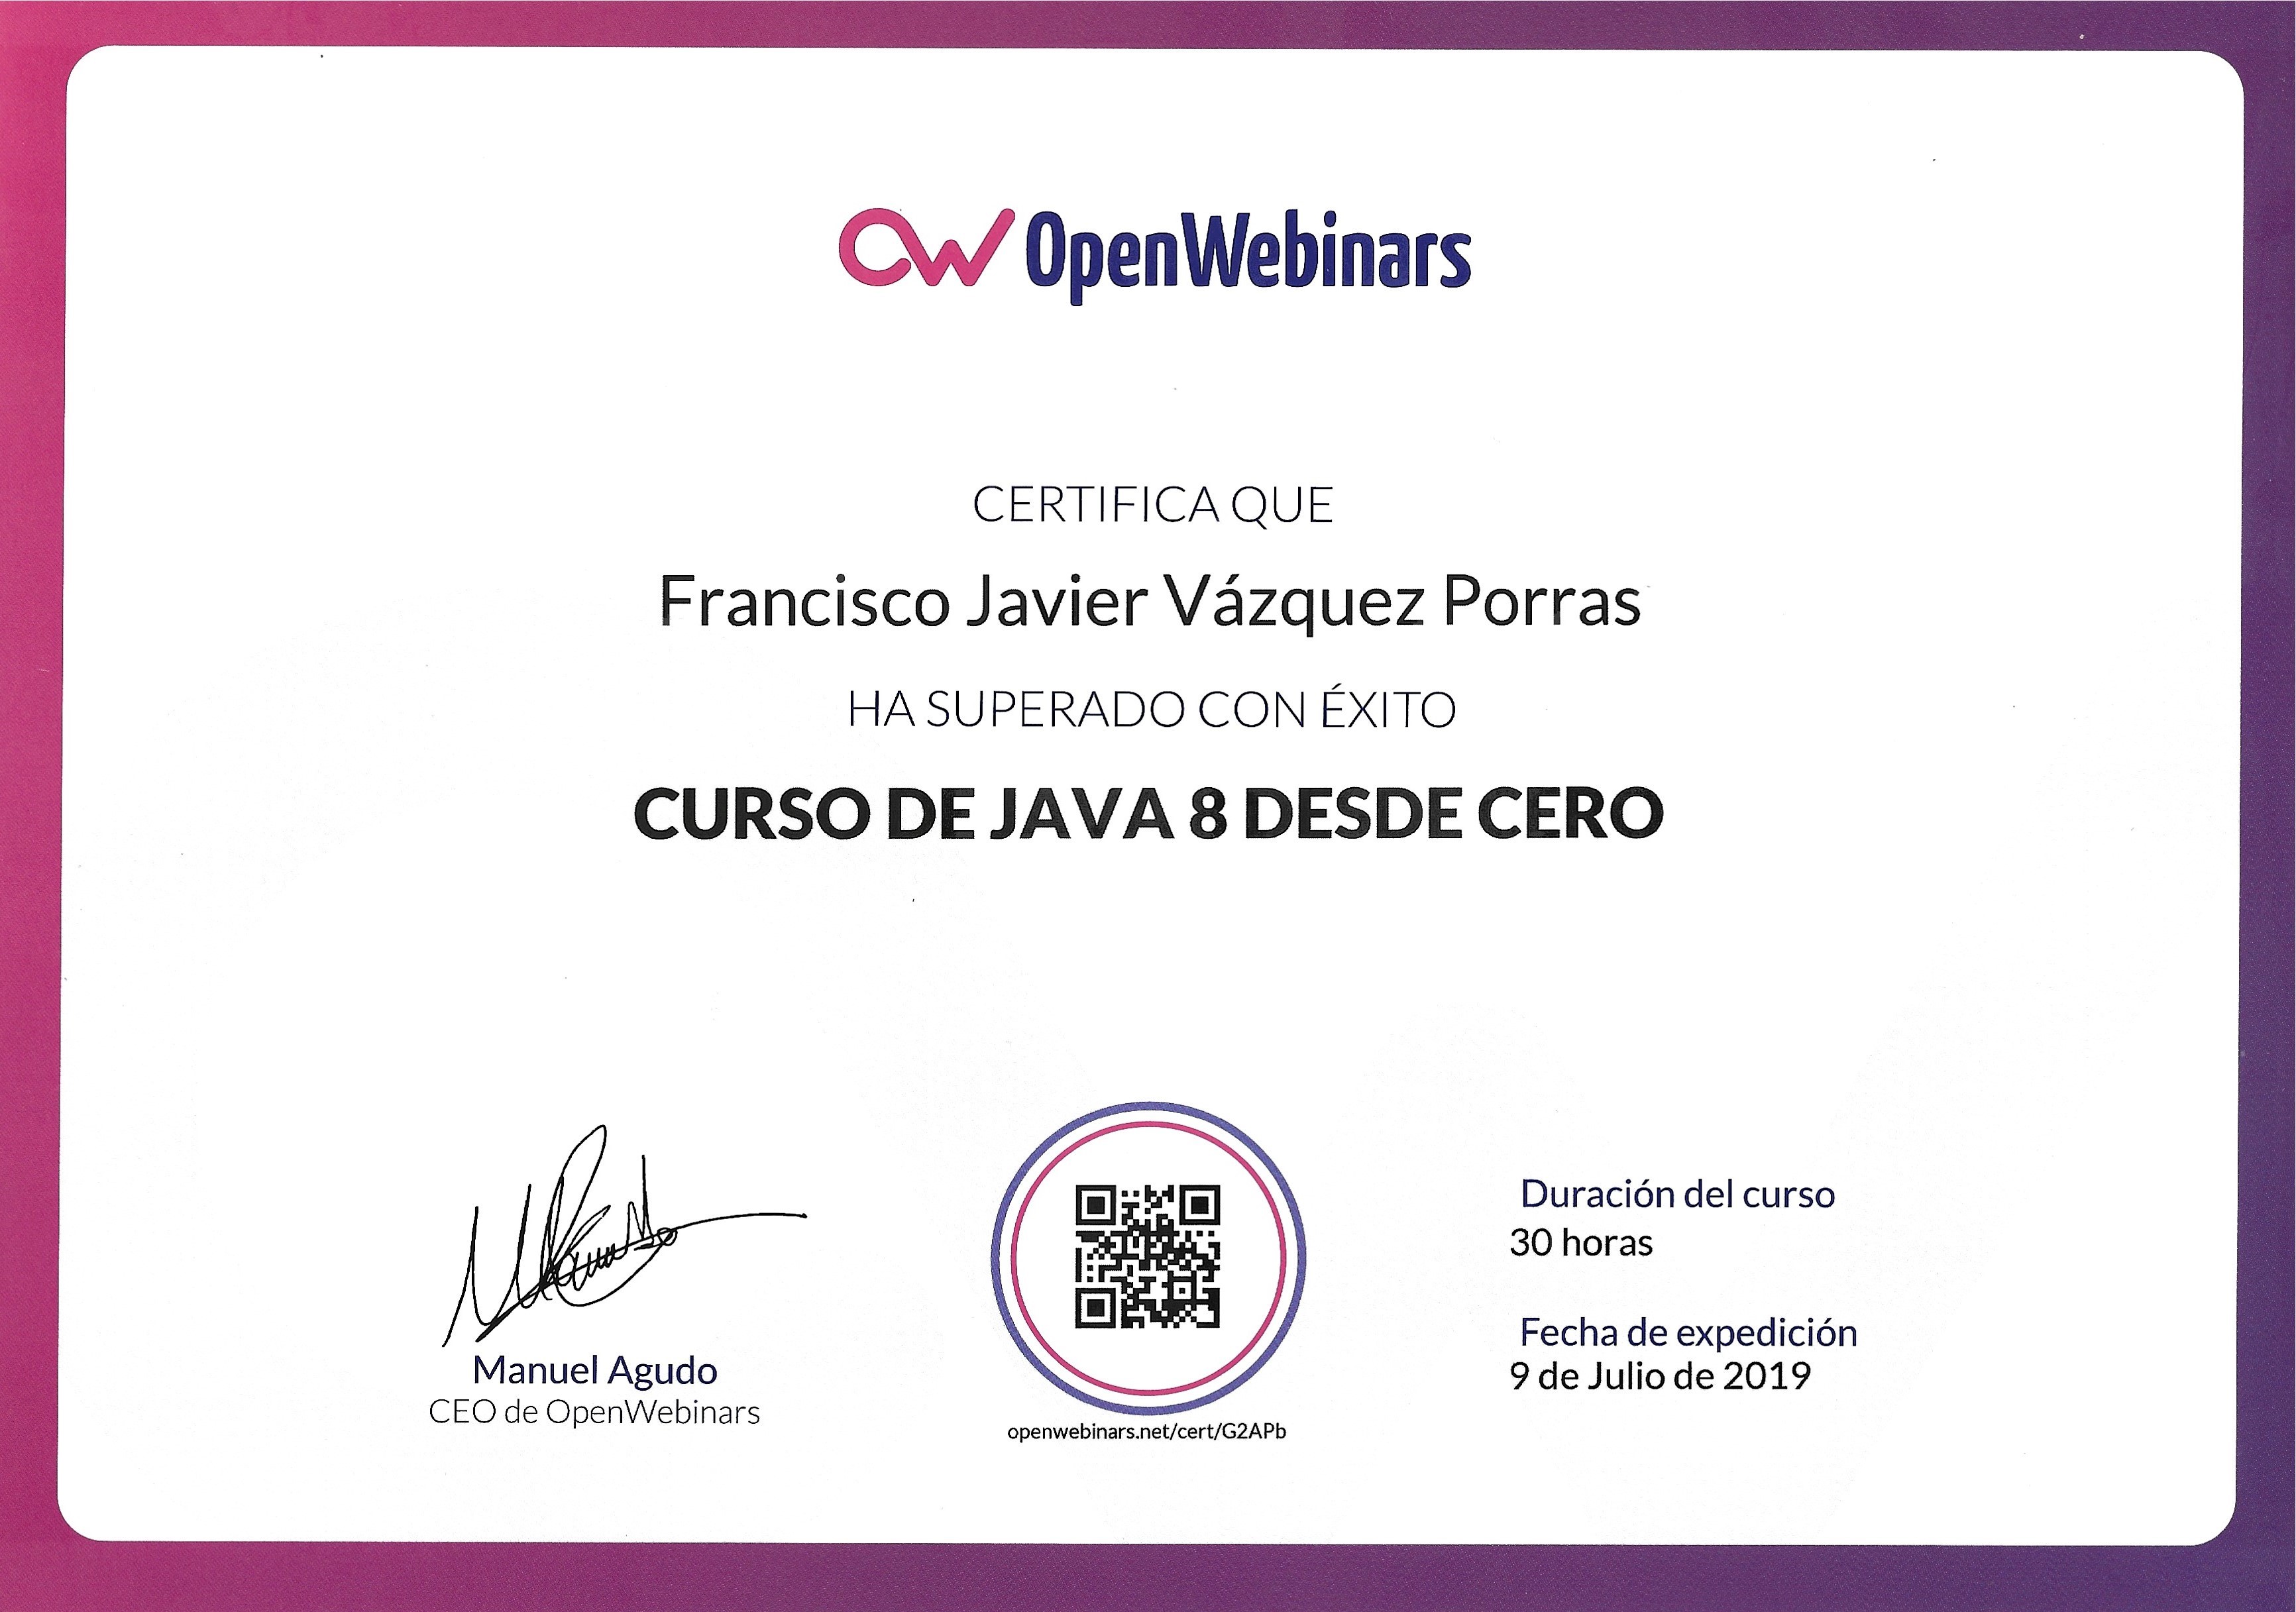 OpenWebinars
CERTIFICA QUE
Francisco Javier Vázquez Porras
HA SUPERADO CON ÉXITO
CURSO DE JAVA 8 DESDE CERO
Manuel Agudo
CEO de OpenWebinars
openwebinars.net/cert/G2APb
Duración del curso
30 horas
Fecha de expedición
9 de Julio de 2019